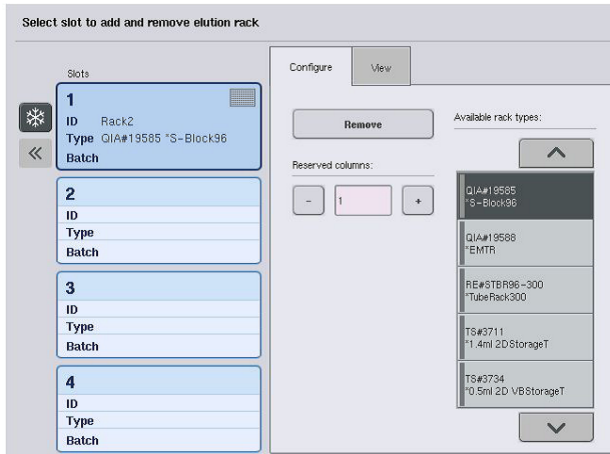 Select slot to add and remove elution rack
Slots
1
ID Rack2
Type QIA#19585 *S-Block96
Batch
2
ID
Type
Batch
3
ID
Type
Batch
4
ID
Type
Batch
Configure
View
Remove
Reserved columns:
-
1
+
Available rack types:
QIA#19585
*S-Block96
QIA#19588
*EMTR
RE#STBR96-300
*TubeRack300
TS#3711
*1.4ml 2DStorageT
TS#3734
*0.5ml 2D VBStorageT